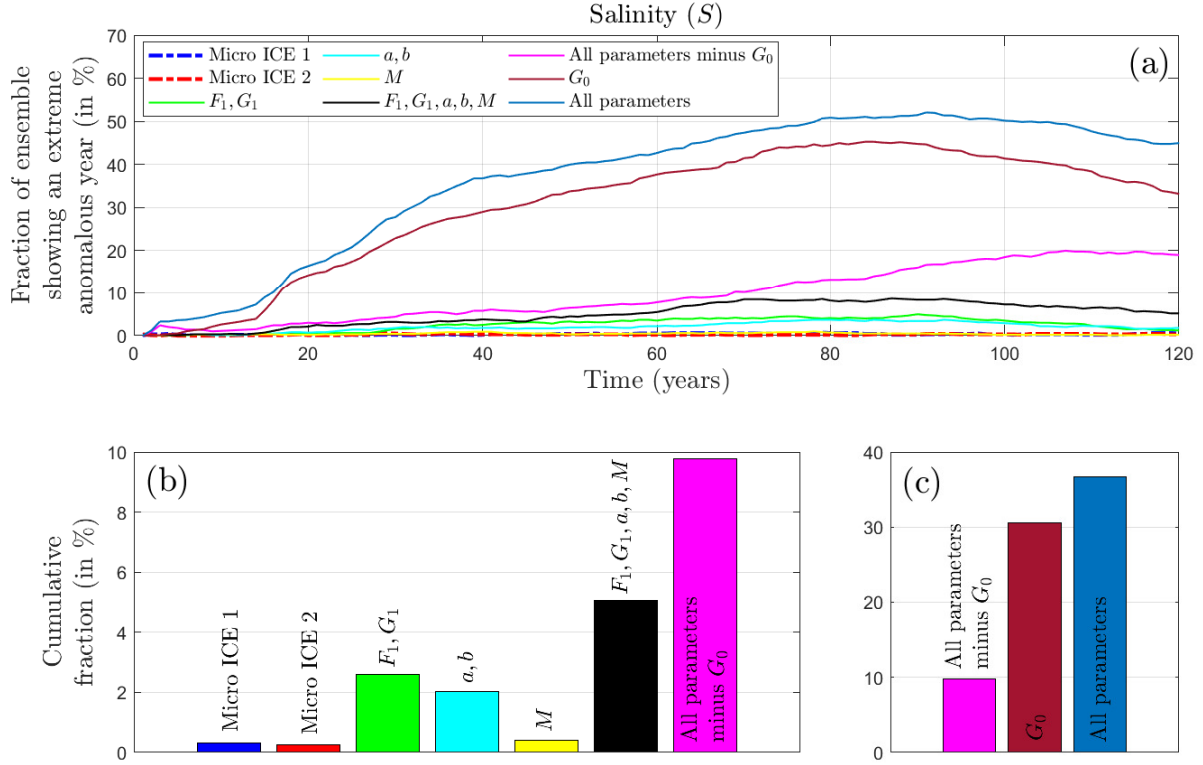 Salinity (S)
Fraction of ensemble
showing an extreme
anomalous year (in %)
70
60
50
40
30
20
10
0
Micro ICE 1
Micro ICE 2
F₁, G₁
a, b
M
F₁, G₁, a, b, M
All parameters minus G₀
G₀
All parameters
(a)
0
20
40
60
80
100
120
Time (years)
Cumulative
fraction (in %)
10
8
6
4
2
0
(b)
Micro ICE 1
Micro ICE 2
F₁, G₁
a, b
M
F₁, G₁, a, b, M
All parameters
minus G₀
40
30
20
10
0
(c)
All parameters
minus G₀
G₀
All parameters